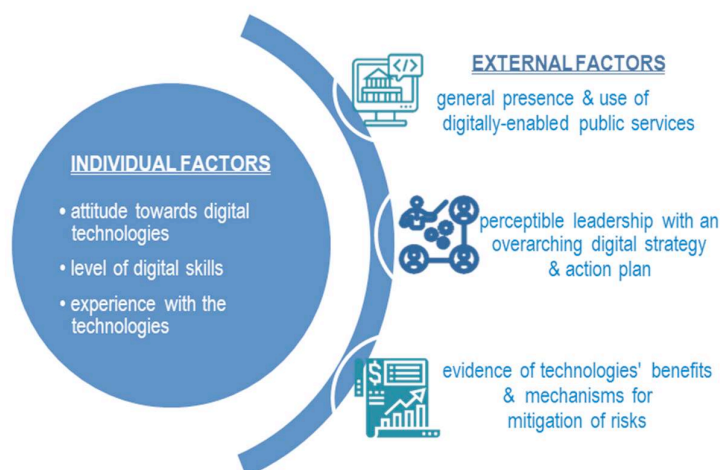 INDIVIDUAL FACTORS
• attitude towards digital
technologies
• level of digital skills
• experience with the
technologies
EXTERNAL FACTORS
general presence & use of
digitally-enabled public services
perceptible leadership with an
overarching digital strategy
& action plan
evidence of technologies' benefits
& mechanisms for
mitigation of risks